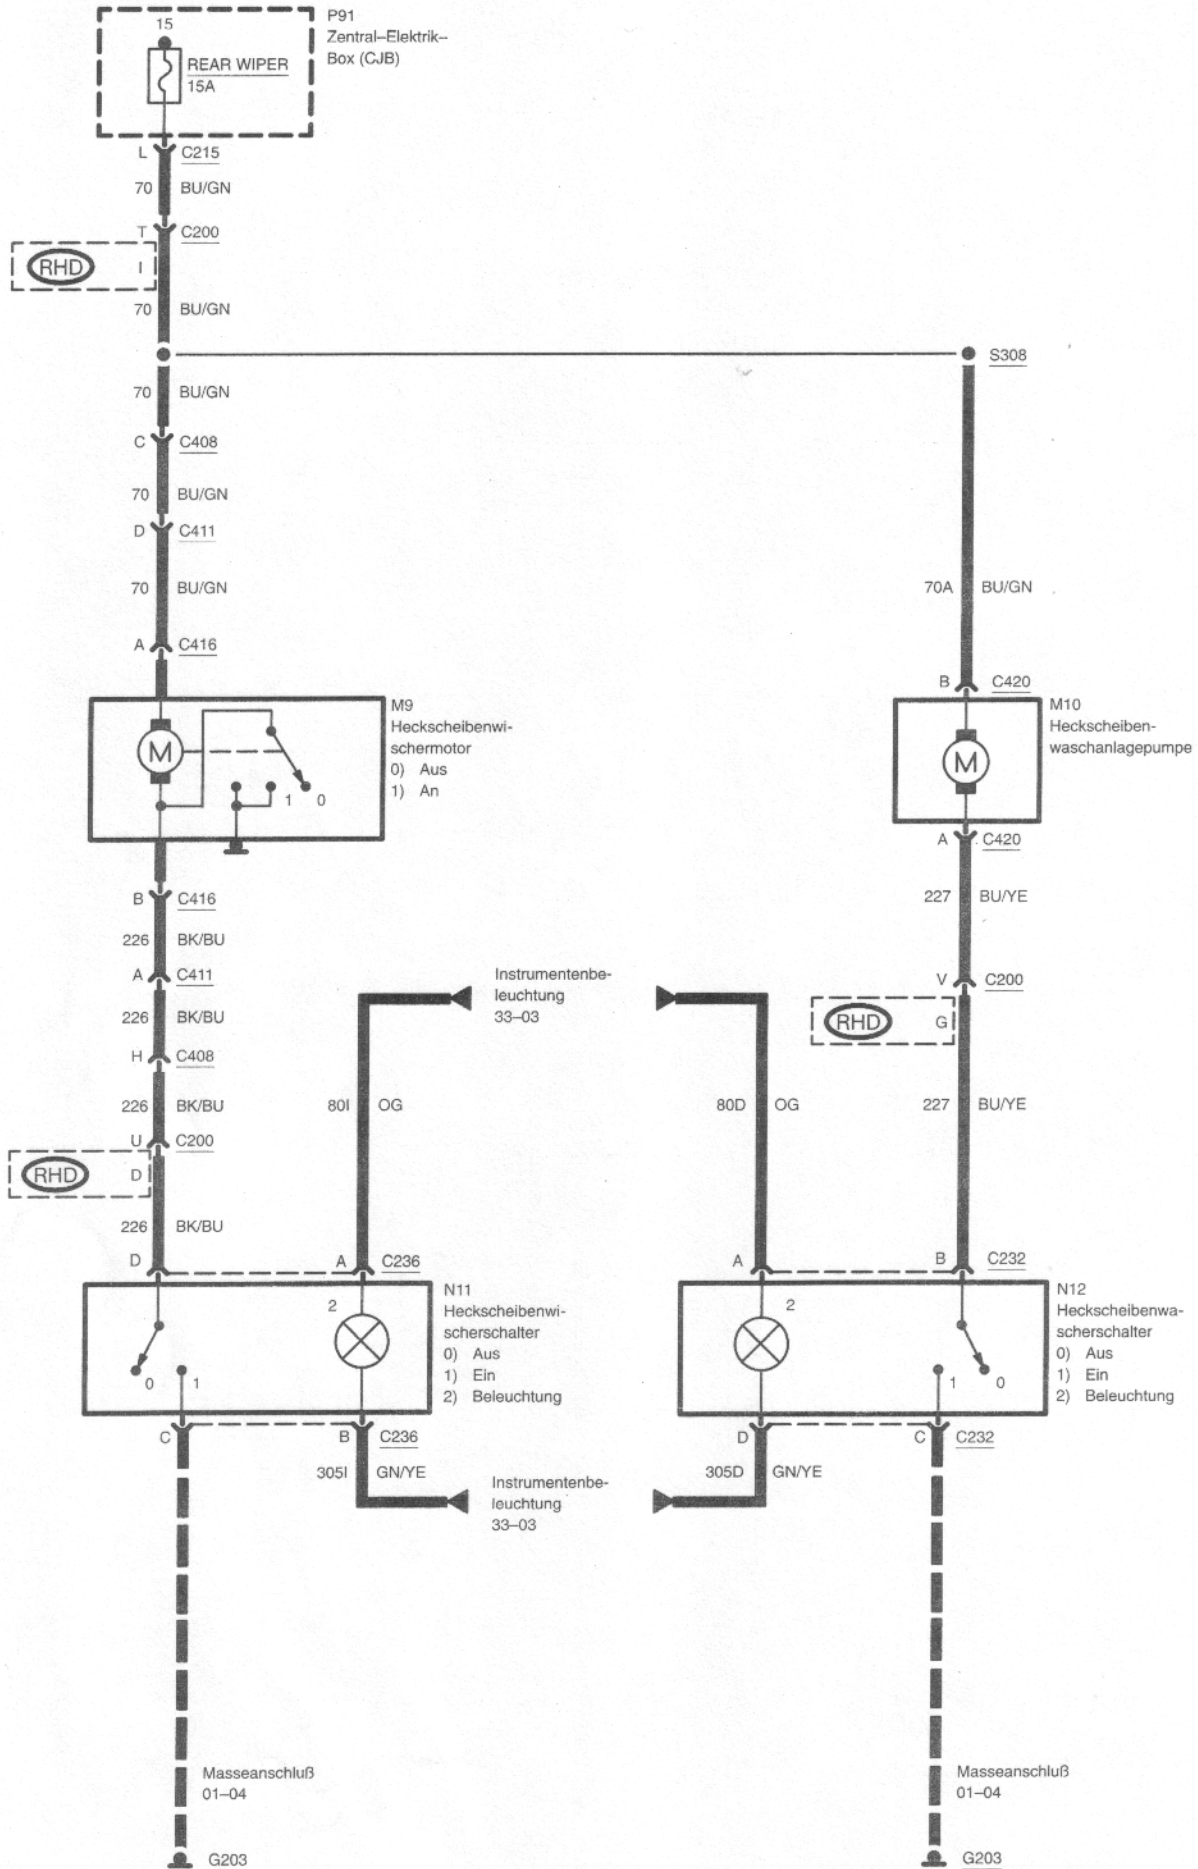 15
P91
Zentral–Elektrik–
Box (CJB)
REAR WIPER
15A
L C215
70 BU/GN
T C200
RHD I
70 BU/GN
S308
70 BU/GN
C C408
70 BU/GN
D C411
70 BU/GN
70A BU/GN
A C416
B C420
M9
Heckscheibenwi-
schermotor
0) Aus
1) An
M
1 0
M10
Heckscheiben-
waschanlagepumpe
M
A C420
B C416
227 BU/YE
226 BK/BU
A C411
V C200
Instrumentenbe-
leuchtung
33–03
226 BK/BU
RHD G
H C408
226 BK/BU
80I OG
80D OG
227 BU/YE
U C200
RHD D
226 BK/BU
D A C236
A B C232
N11
Heckscheibenwi-
scherschalter
0) Aus
1) Ein
2) Beleuchtung
2
0 1
N12
Heckscheibenwa-
scherschalter
0) Aus
1) Ein
2) Beleuchtung
2
1 0
C B C236
D C C232
305I GN/YE
305D GN/YE
Instrumentenbe-
leuchtung
33–03
Masseanschluß
01–04
Masseanschluß
01–04
G203
G203